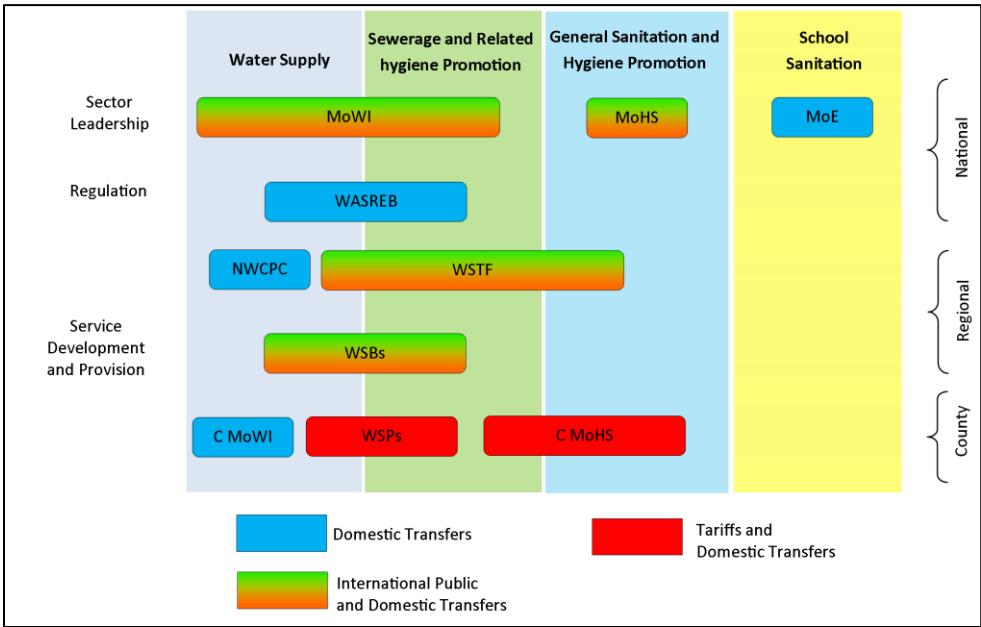 Water Supply
Sewerage and Related
hygiene Promotion
General Sanitation and
Hygiene Promotion
School
Sanitation
Sector
Leadership
MoWI
MoHS
MoE
National
Regulation
WASREB
NWCPC
WSTF
Regional
Service
Development
and Provision
WSBs
C MoWI
WSPs
C MoHS
County
Domestic Transfers
Tariffs and
Domestic Transfers
International Public
and Domestic Transfers